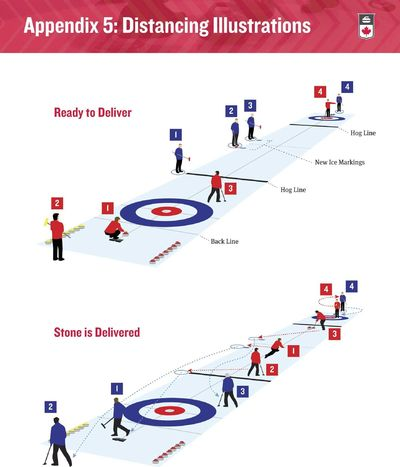 Appendix 5: Distancing Illustrations
4
4
Ready to Deliver
2
3
1
Hog Line
New Ice Markings
3
Hog Line
2
1
Back Line
4
4
Stone is Delivered
3
1
2
1
3
2